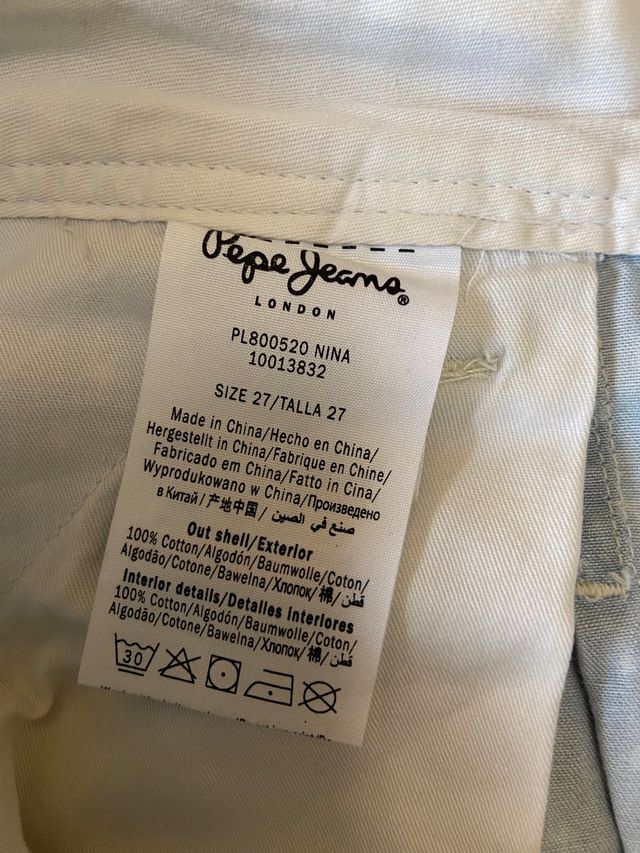 Pepe Jeans®
LONDON
PL800520 NINA
10013832
SIZE 27/TALLA 27
Made in China/Hecho en China/
Hergestellt in China/Fabrique en Chine/
Fabricado em China/Fatto in Cina/
Wyprodukowano w China/Произведено
в Китай/产地中国/صنع في الصين
Out shell/Exterior
100% Cotton/Algodón/Baumwolle/Coton/
Algodão/Cotone/Bawełna/Хлопок/棉/قطن
Interior details/Detalles interiores
100% Cotton/Algodón/Baumwolle/Coton/
Algodão/Cotone/Bawełna/Хлопок/棉/قطن
30